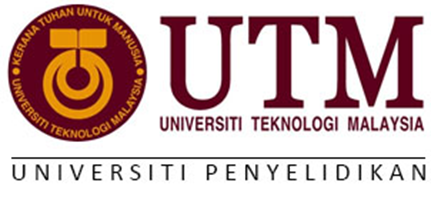 KERANA TUHAN UNTUK MANUSIA
UNIVERSITI TEKNOLOGI MALAYSIA
UTM
UNIVERSITI TEKNOLOGI MALAYSIA
UNIVERSITI PENYELIDIKAN